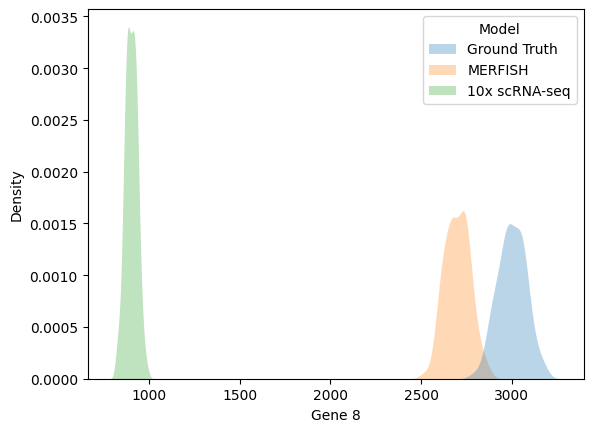 0.0035
0.0030
0.0025
0.0020
0.0015
0.0010
0.0005
0.0000
Density
Model
Ground Truth
MERFISH
10x scRNA-seq
1000 1500 2000 2500 3000
Gene 8